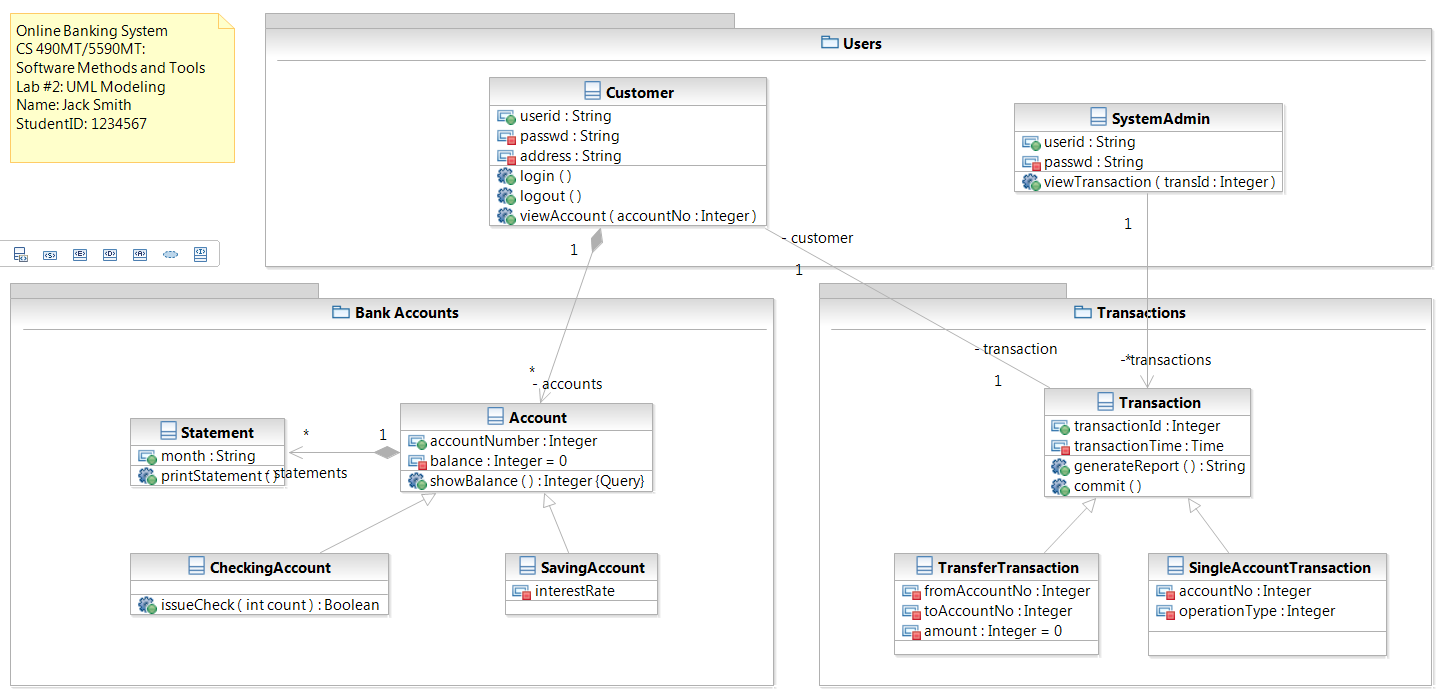 Online Banking System
CS 490MT/5590MT:
Software Methods and Tools
Lab #2: UML Modeling
Name: Jack Smith
StudentID: 1234567
Users
Customer
userid : String
passwd : String
address : String
login ( )
logout ( )
viewAccount ( accountNo : Integer )
SystemAdmin
userid : String
passwd : String
viewTransaction ( transId : Integer )
1
- customer
1
1
<S> <E> <D> <A> <I>
Bank Accounts
*
- accounts
Account
accountNumber : Integer
balance : Integer = 0
showBalance ( ) : Integer {Query}
1
*
- statements
Statement
month : String
printStatement ( )
CheckingAccount
issueCheck ( int count ) : Boolean
SavingAccount
interestRate
Transactions
- transaction
1
-*transactions
Transaction
transactionId : Integer
transactionTime : Time
generateReport ( ) : String
commit ( )
TransferTransaction
fromAccountNo : Integer
toAccountNo : Integer
amount : Integer = 0
SingleAccountTransaction
accountNo : Integer
operationType : Integer